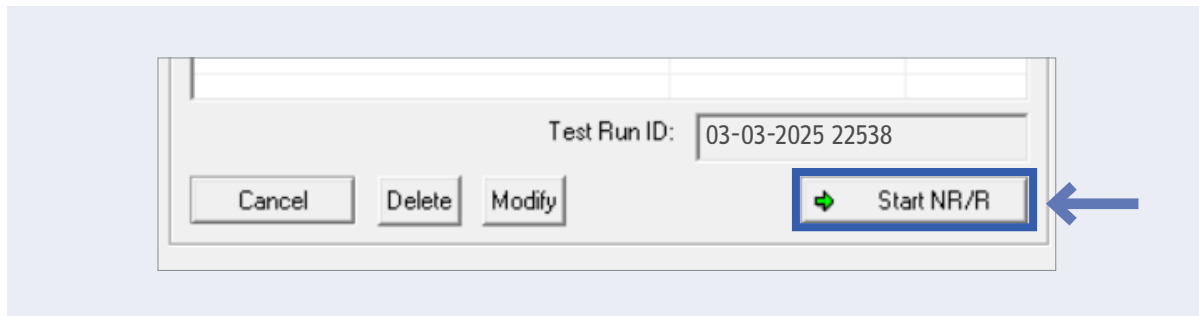 Test Run ID: 03-03-2025 22538
Cancel Delete Modify Start NR/R